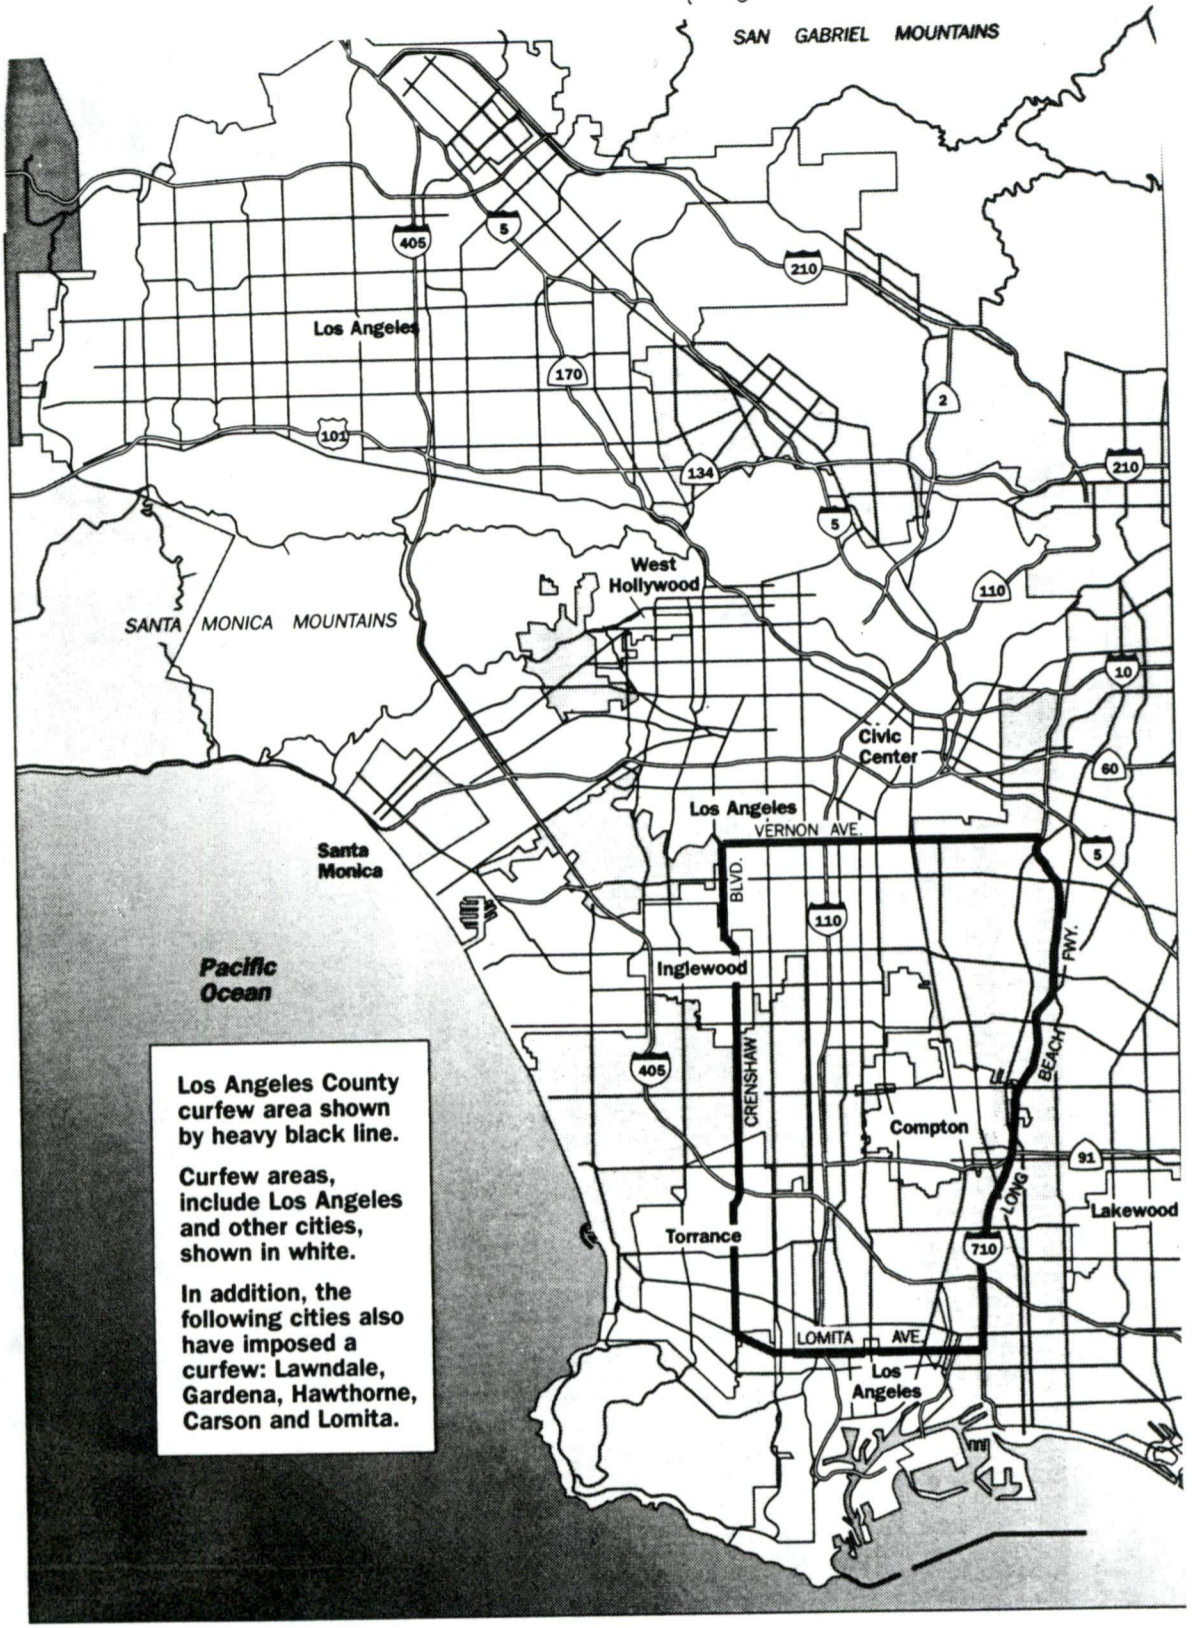 SAN GABRIEL MOUNTAINS
405
5
210
Los Angeles
170
2
101
134
210
5
West
Hollywood
110
SANTA MONICA MOUNTAINS
10
Civic
Center
60
Los Angeles
VERNON AVE.
Santa
Monica
5
BLVD.
110
FWY.
Inglewood
Pacific
Ocean
405
CRENSHAW
BEACH
Compton
91
LONG
Lakewood
Torrance
710
LOMITA AVE.
Los
Angeles
Los Angeles County
curfew area shown
by heavy black line.
Curfew areas,
include Los Angeles
and other cities,
shown in white.
In addition, the
following cities also
have imposed a
curfew: Lawndale,
Gardena, Hawthorne,
Carson and Lomita.